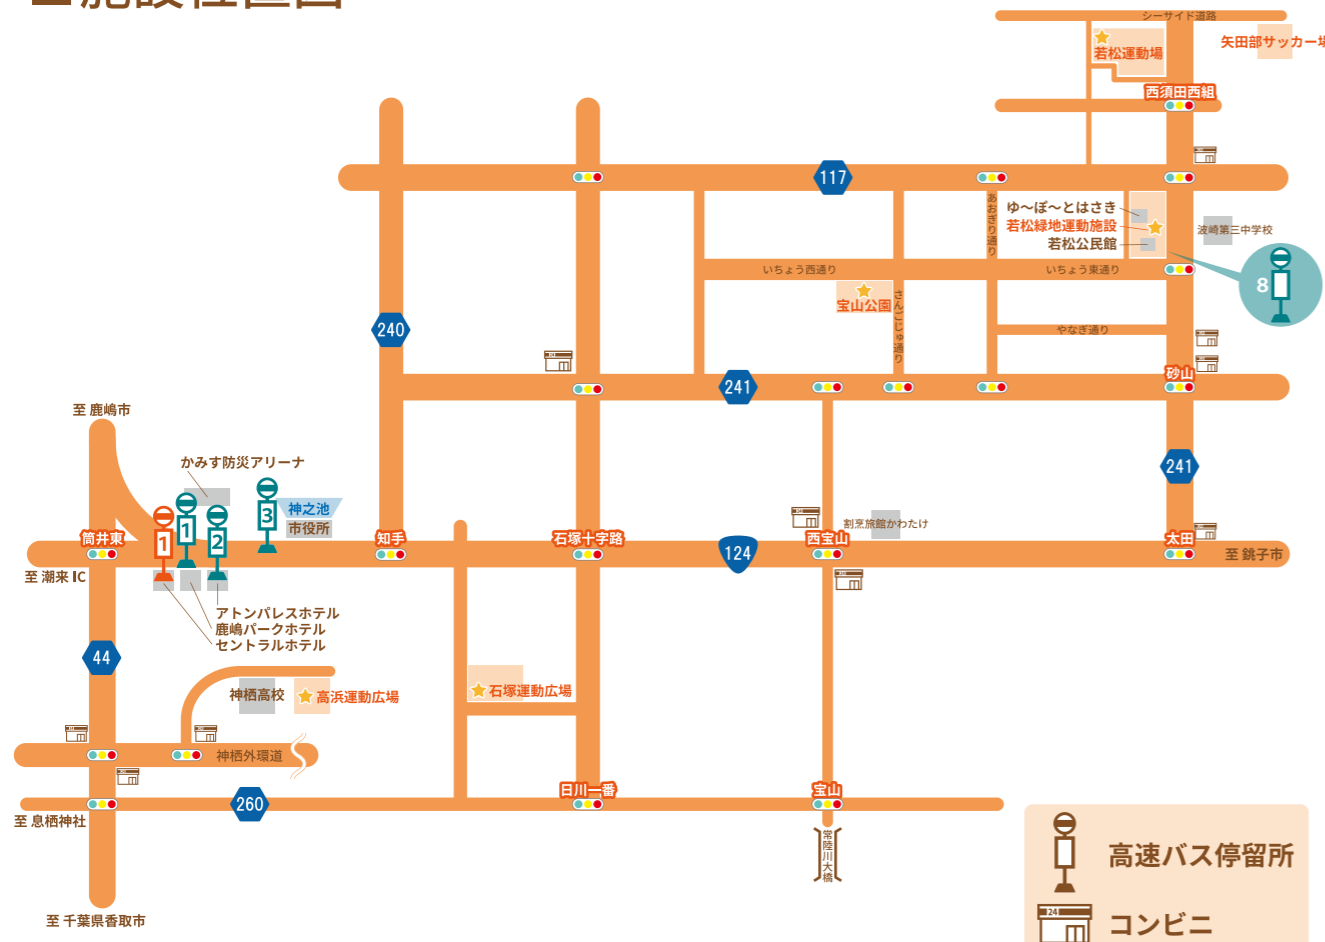 シーサイド道路
若松運動場
矢田部サッカー場
西須田西組
117
あおぎり通り
ゆ〜ぽ〜とはさき
若松緑地運動施設
若松公民館
波崎第三中学校
いちょう西通り
いちょう東通り
8
宝山公園
さんごじゅ通り
やなぎ通り
240
241
砂山
至 鹿嶋市
かみす防災アリーナ
241
1
1
2
3
神之池
市役所
筒井東
知手
石塚十字路
124
西宝山
割烹旅館かわたけ
太田
至 銚子市
至 潮来 IC
アトンパレスホテル
鹿嶋パークホテル
セントラルホテル
44
神栖高校
高浜運動広場
石塚運動広場
神栖外環道
日川一番
宝山
260
至 息栖神社
常陸川大橋
至 千葉県香取市
高速バス停留所
コンビニ